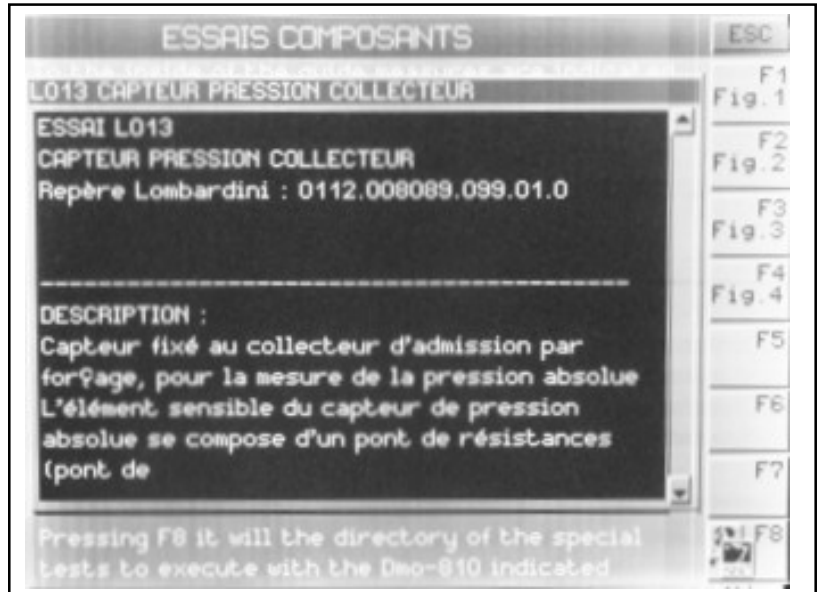 ESSAIS COMPOSANTS
ESC
F1
Fig.1
L013 CAPTEUR PRESSION COLLECTEUR
F2
Fig.2
ESSAI L013
CAPTEUR PRESSION COLLECTEUR
Repère Lombardini : 0112.008089.099.01.0
F3
Fig.3
F4
Fig.4
----------------------------------------
DESCRIPTION :
Capteur fixé au collecteur d'admission par
for9age, pour la mesure de la pression absolue
L'élément sensible du capteur de pression
absolue se compose d'un pont de résistances
(pont de
F5
F6
F7
Pressing F8 it will the directory of the special
tests to execute with the Dmo-810 indicated
F8